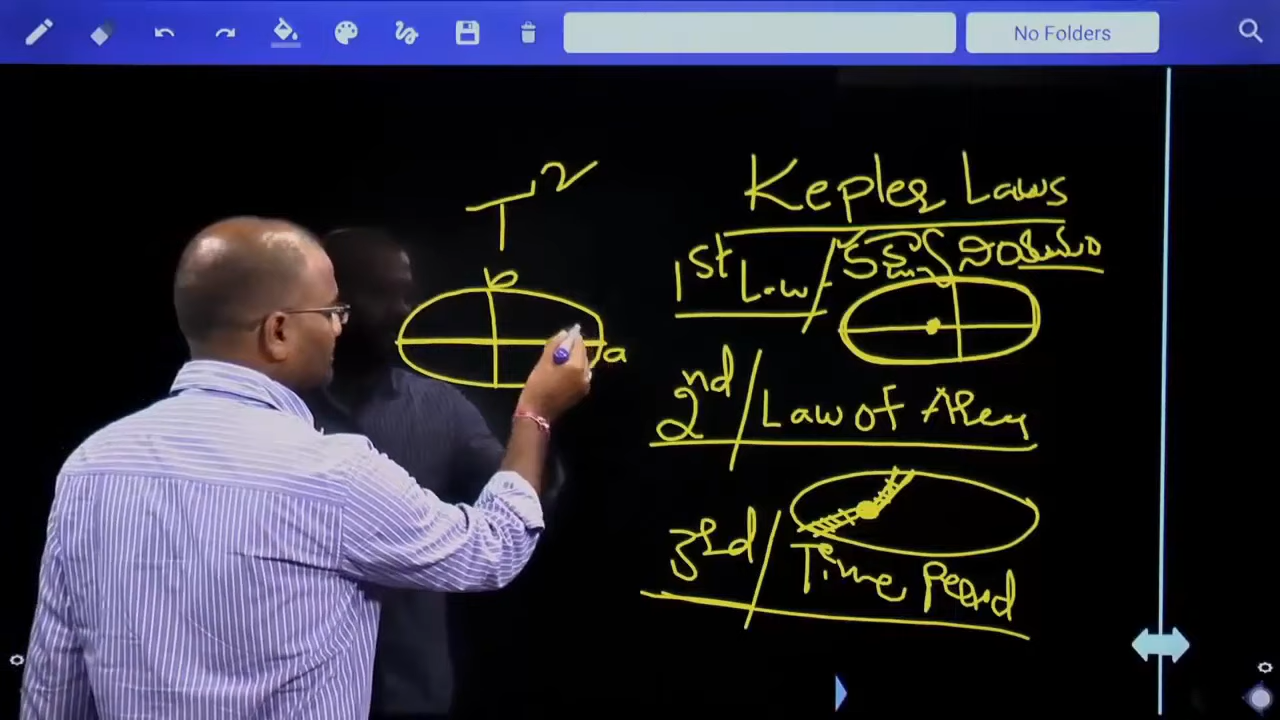 No Folders
T²
b
a
Kepler Laws
1st Law /
2nd / Law of Area
3rd / Time Period